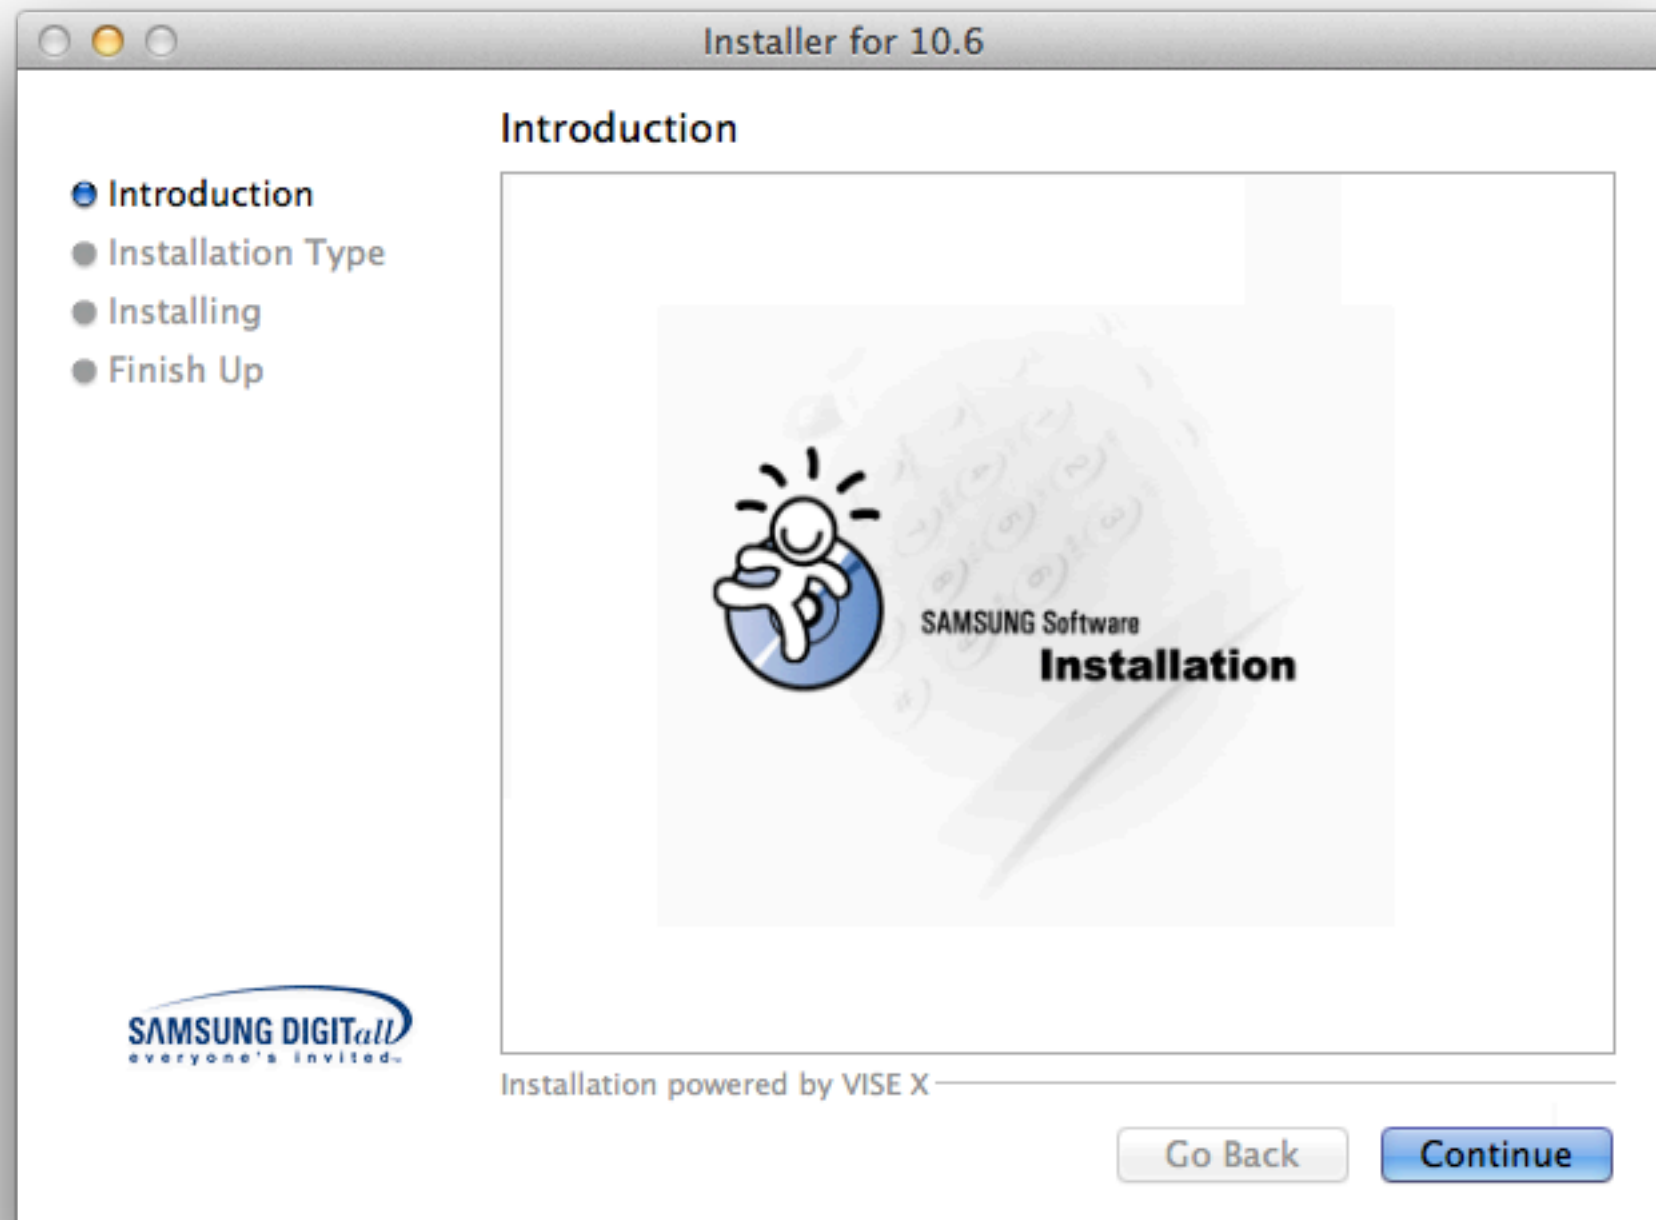 Installer for 10.6
Introduction
Introduction
Installation Type
Installing
Finish Up
SAMSUNG Software
Installation
SAMSUNG DIGITall
everyone's invited™
Installation powered by VISE X
Go Back
Continue